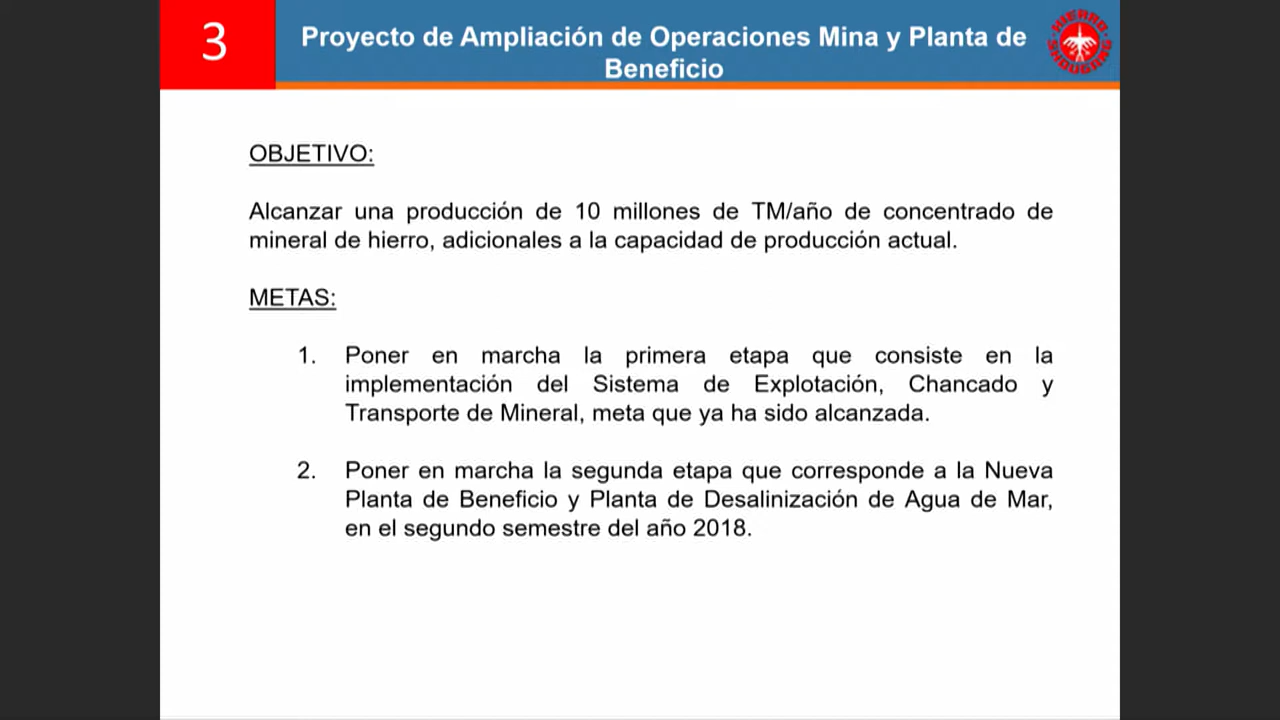 3
Proyecto de Ampliación de Operaciones Mina y Planta de
Beneficio
HIERRO
SHOUGANG
OBJETIVO:
Alcanzar una producción de 10 millones de TM/año de concentrado de
mineral de hierro, adicionales a la capacidad de producción actual.
METAS:
1. Poner en marcha la primera etapa que consiste en la
implementación del Sistema de Explotación, Chancado y
Transporte de Mineral, meta que ya ha sido alcanzada.
2. Poner en marcha la segunda etapa que corresponde a la Nueva
Planta de Beneficio y Planta de Desalinización de Agua de Mar,
en el segundo semestre del año 2018.